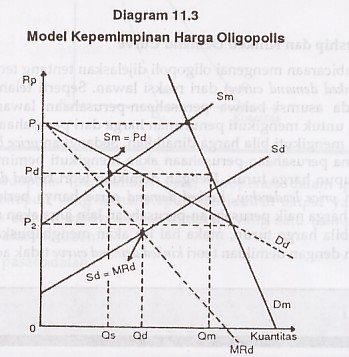 Diagram 11.3
Model Kepemimpinan Harga Oligopolis
Rp
Sm
P1
Sm = Pd
Sd
Pd
P2
Dd
Sd = MRd
Dm
0
Qs
Qd
Qm
Kuantitas
MRd